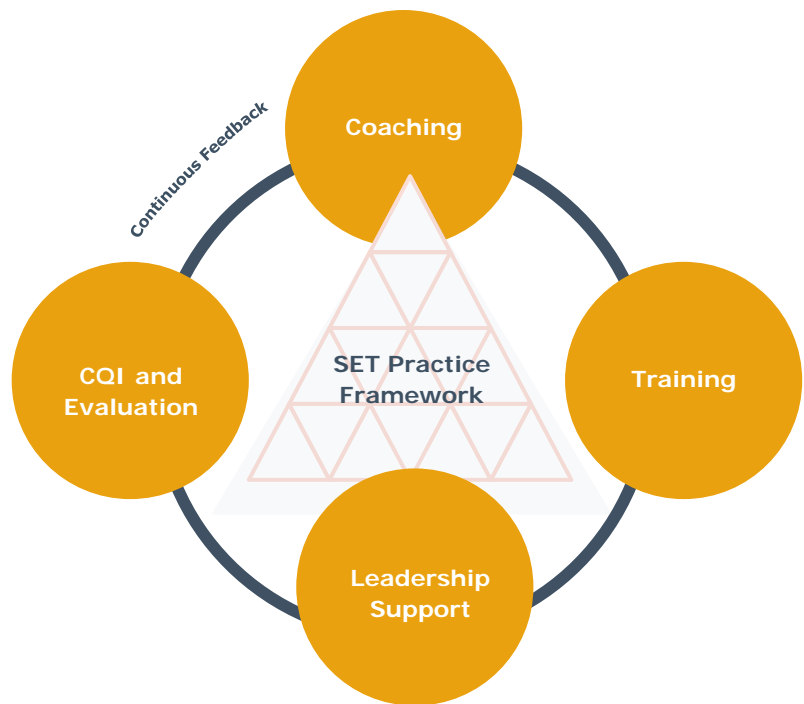 Coaching
Continuous Feedback
SET Practice
Framework
CQI and
Evaluation
Training
Leadership
Support